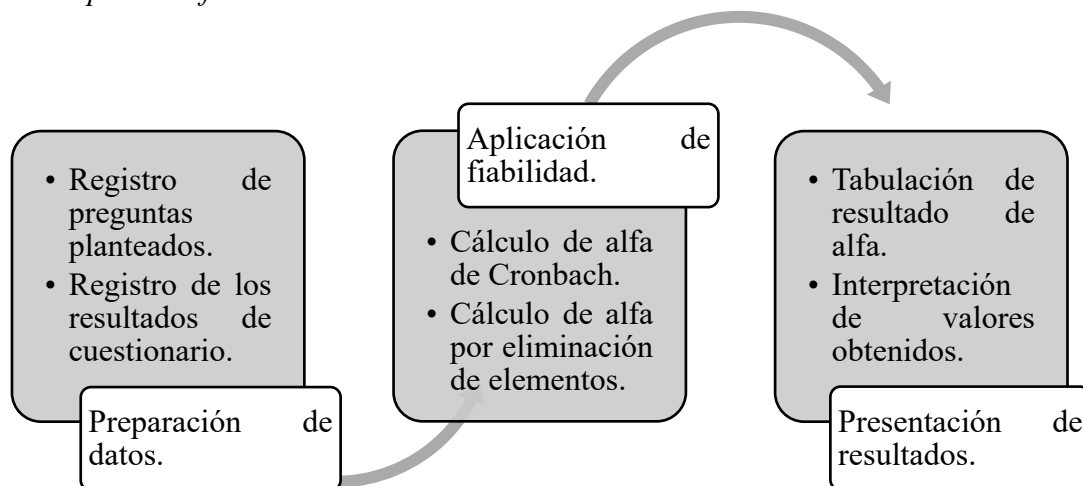 • Registro de
preguntas
planteados.
• Registro de los
resultados de
cuestionario.
Preparación de
datos.
Aplicación de
fiabilidad.
• Cálculo de alfa
de Cronbach.
• Cálculo de alfa
por eliminación
de elementos.
• Tabulación de
resultado de
alfa.
• Interpretación
de valores
obtenidos.
Presentación de
resultados.